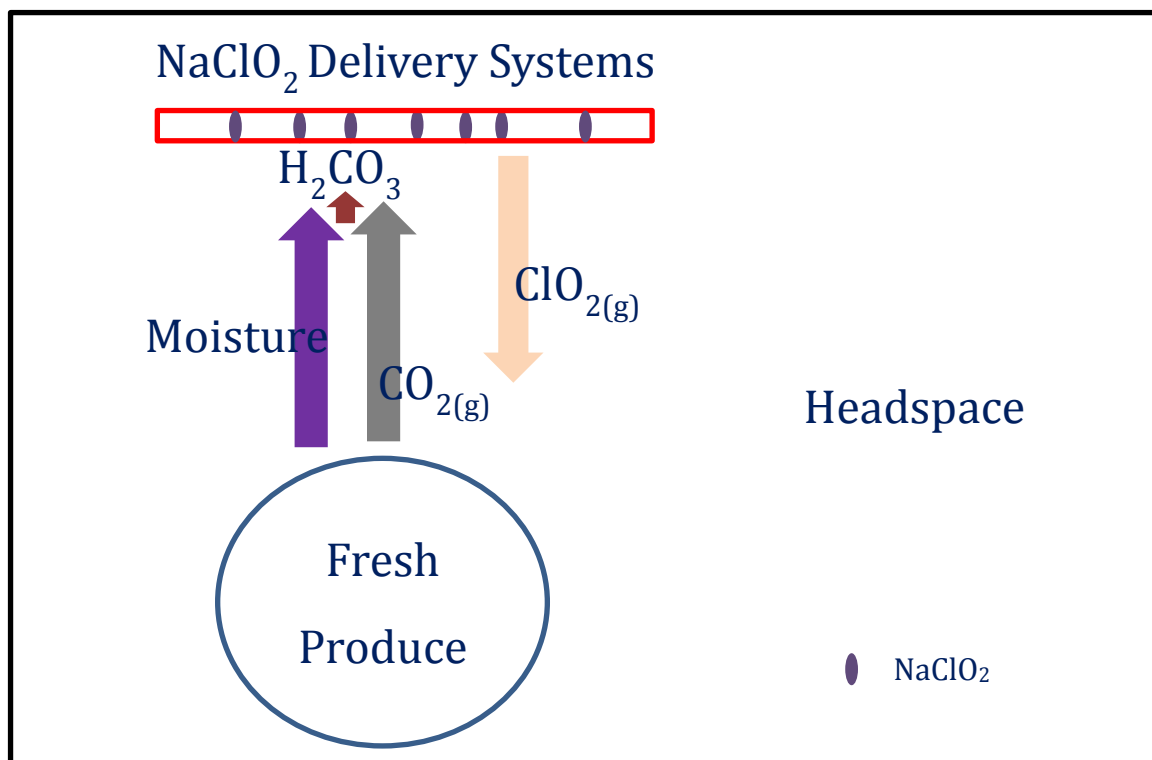 NaClO₂ Delivery Systems
H₂CO₃
ClO₂(g)
Moisture
CO₂(g)
Headspace
Fresh
Produce
NaClO₂